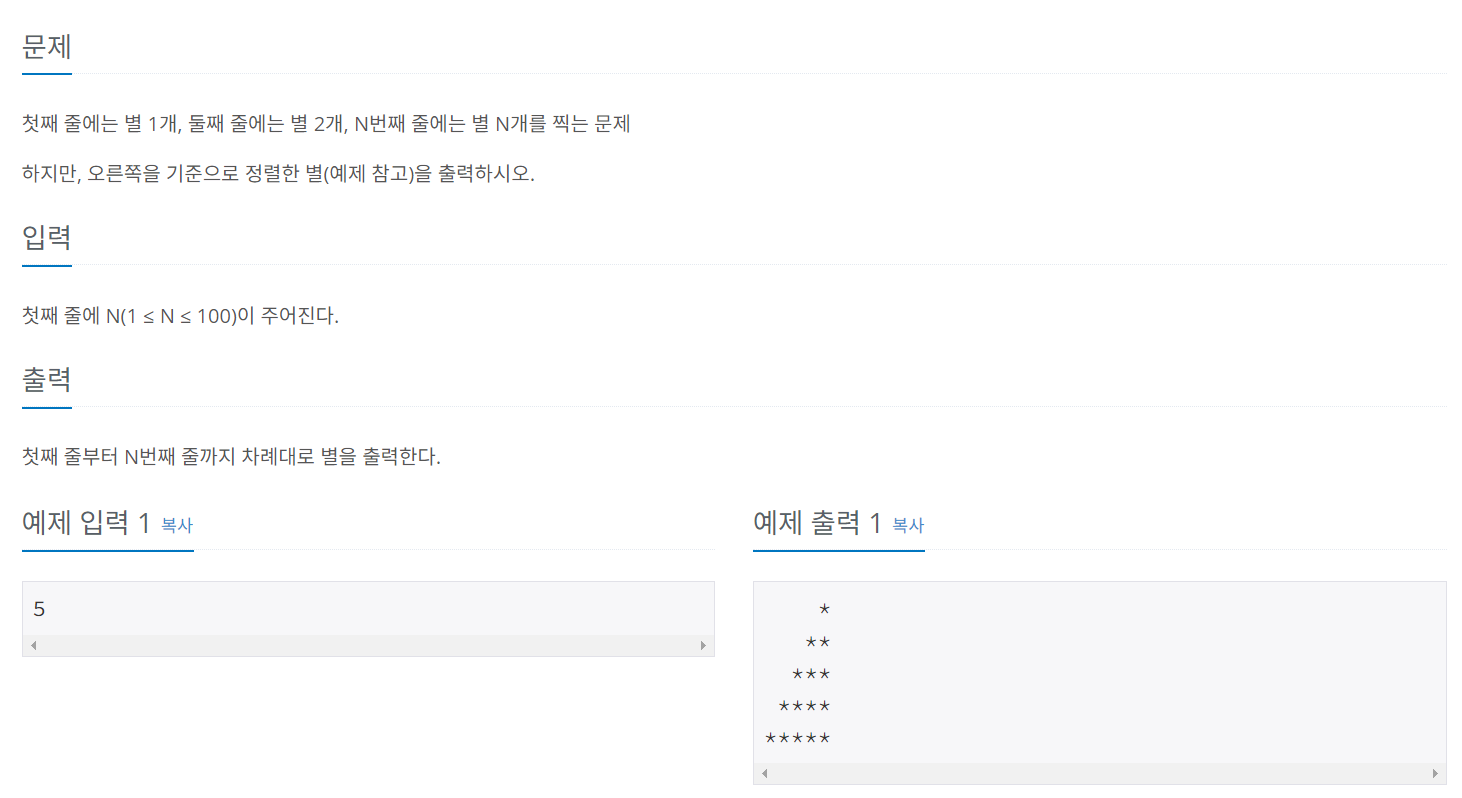 문제
첫째 줄에는 별 1개, 둘째 줄에는 별 2개, N번째 줄에는 별 N개를 찍는 문제
하지만, 오른쪽을 기준으로 정렬한 별(예제 참고)을 출력하시오.
입력
첫째 줄에 N(1 ≤ N ≤ 100)이 주어진다.
출력
첫째 줄부터 N번째 줄까지 차례대로 별을 출력한다.
예제 입력 1 복사
5
예제 출력 1 복사
    *
   **
  ***
 ****
*****